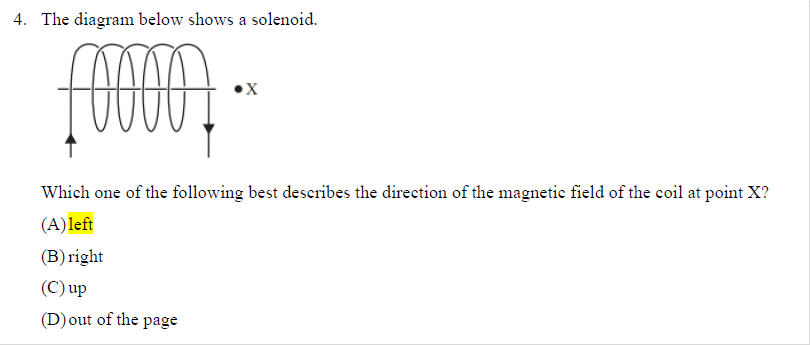 4. The diagram below shows a solenoid.
X
Which one of the following best describes the direction of the magnetic field of the coil at point X?
(A) left
(B) right
(C) up
(D) out of the page